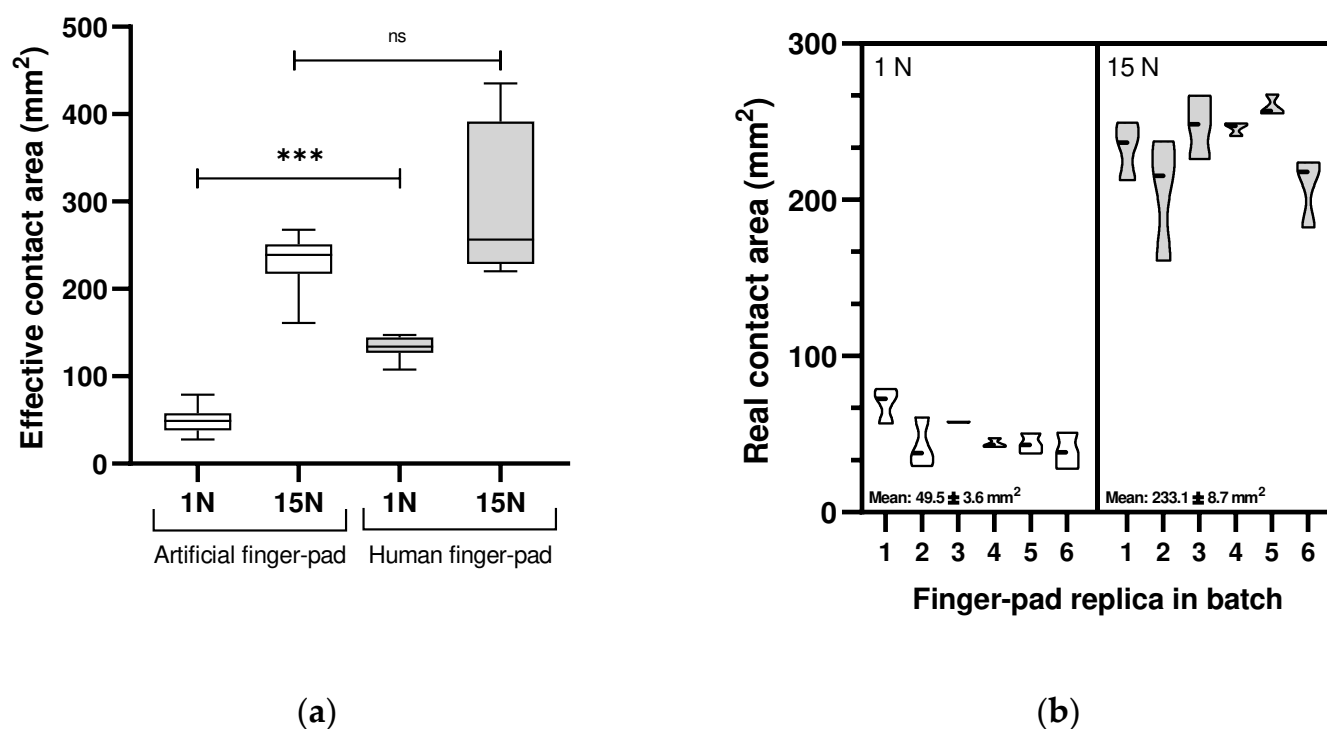 Effective contact area (mm²)
500
400
300
200
100
0
ns
***
1N 15N 1N 15N
Artificial finger-pad Human finger-pad
(a)
Real contact area (mm²)
300
200
100
0
1 N 15 N
Mean: 49.5 ± 3.6 mm² Mean: 233.1 ± 8.7 mm²
1 2 3 4 5 6 1 2 3 4 5 6
Finger-pad replica in batch
(b)